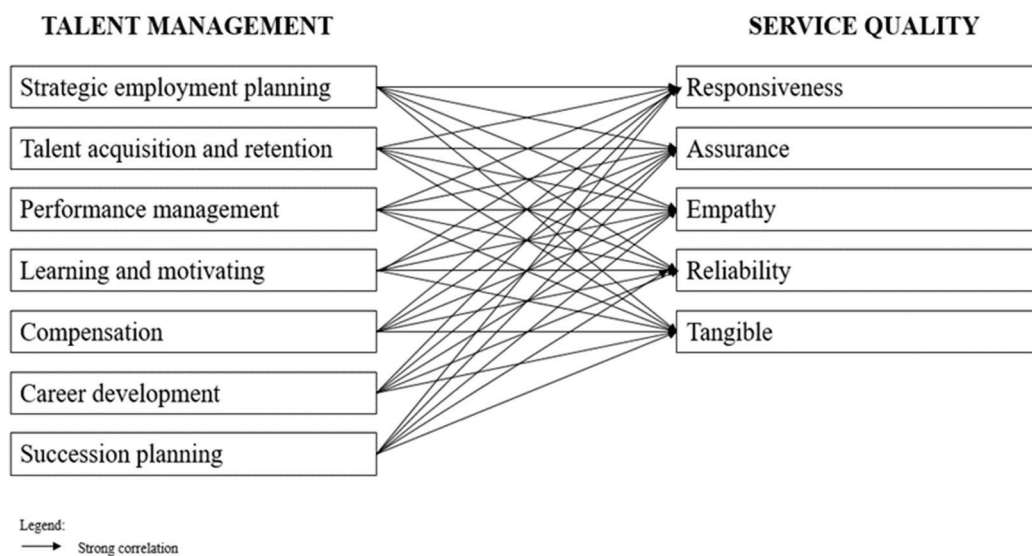 TALENT MANAGEMENT
Strategic employment planning
Talent acquisition and retention
Performance management
Learning and motivating
Compensation
Career development
Succession planning
SERVICE QUALITY
Responsiveness
Assurance
Empathy
Reliability
Tangible
Legend:
Strong correlation